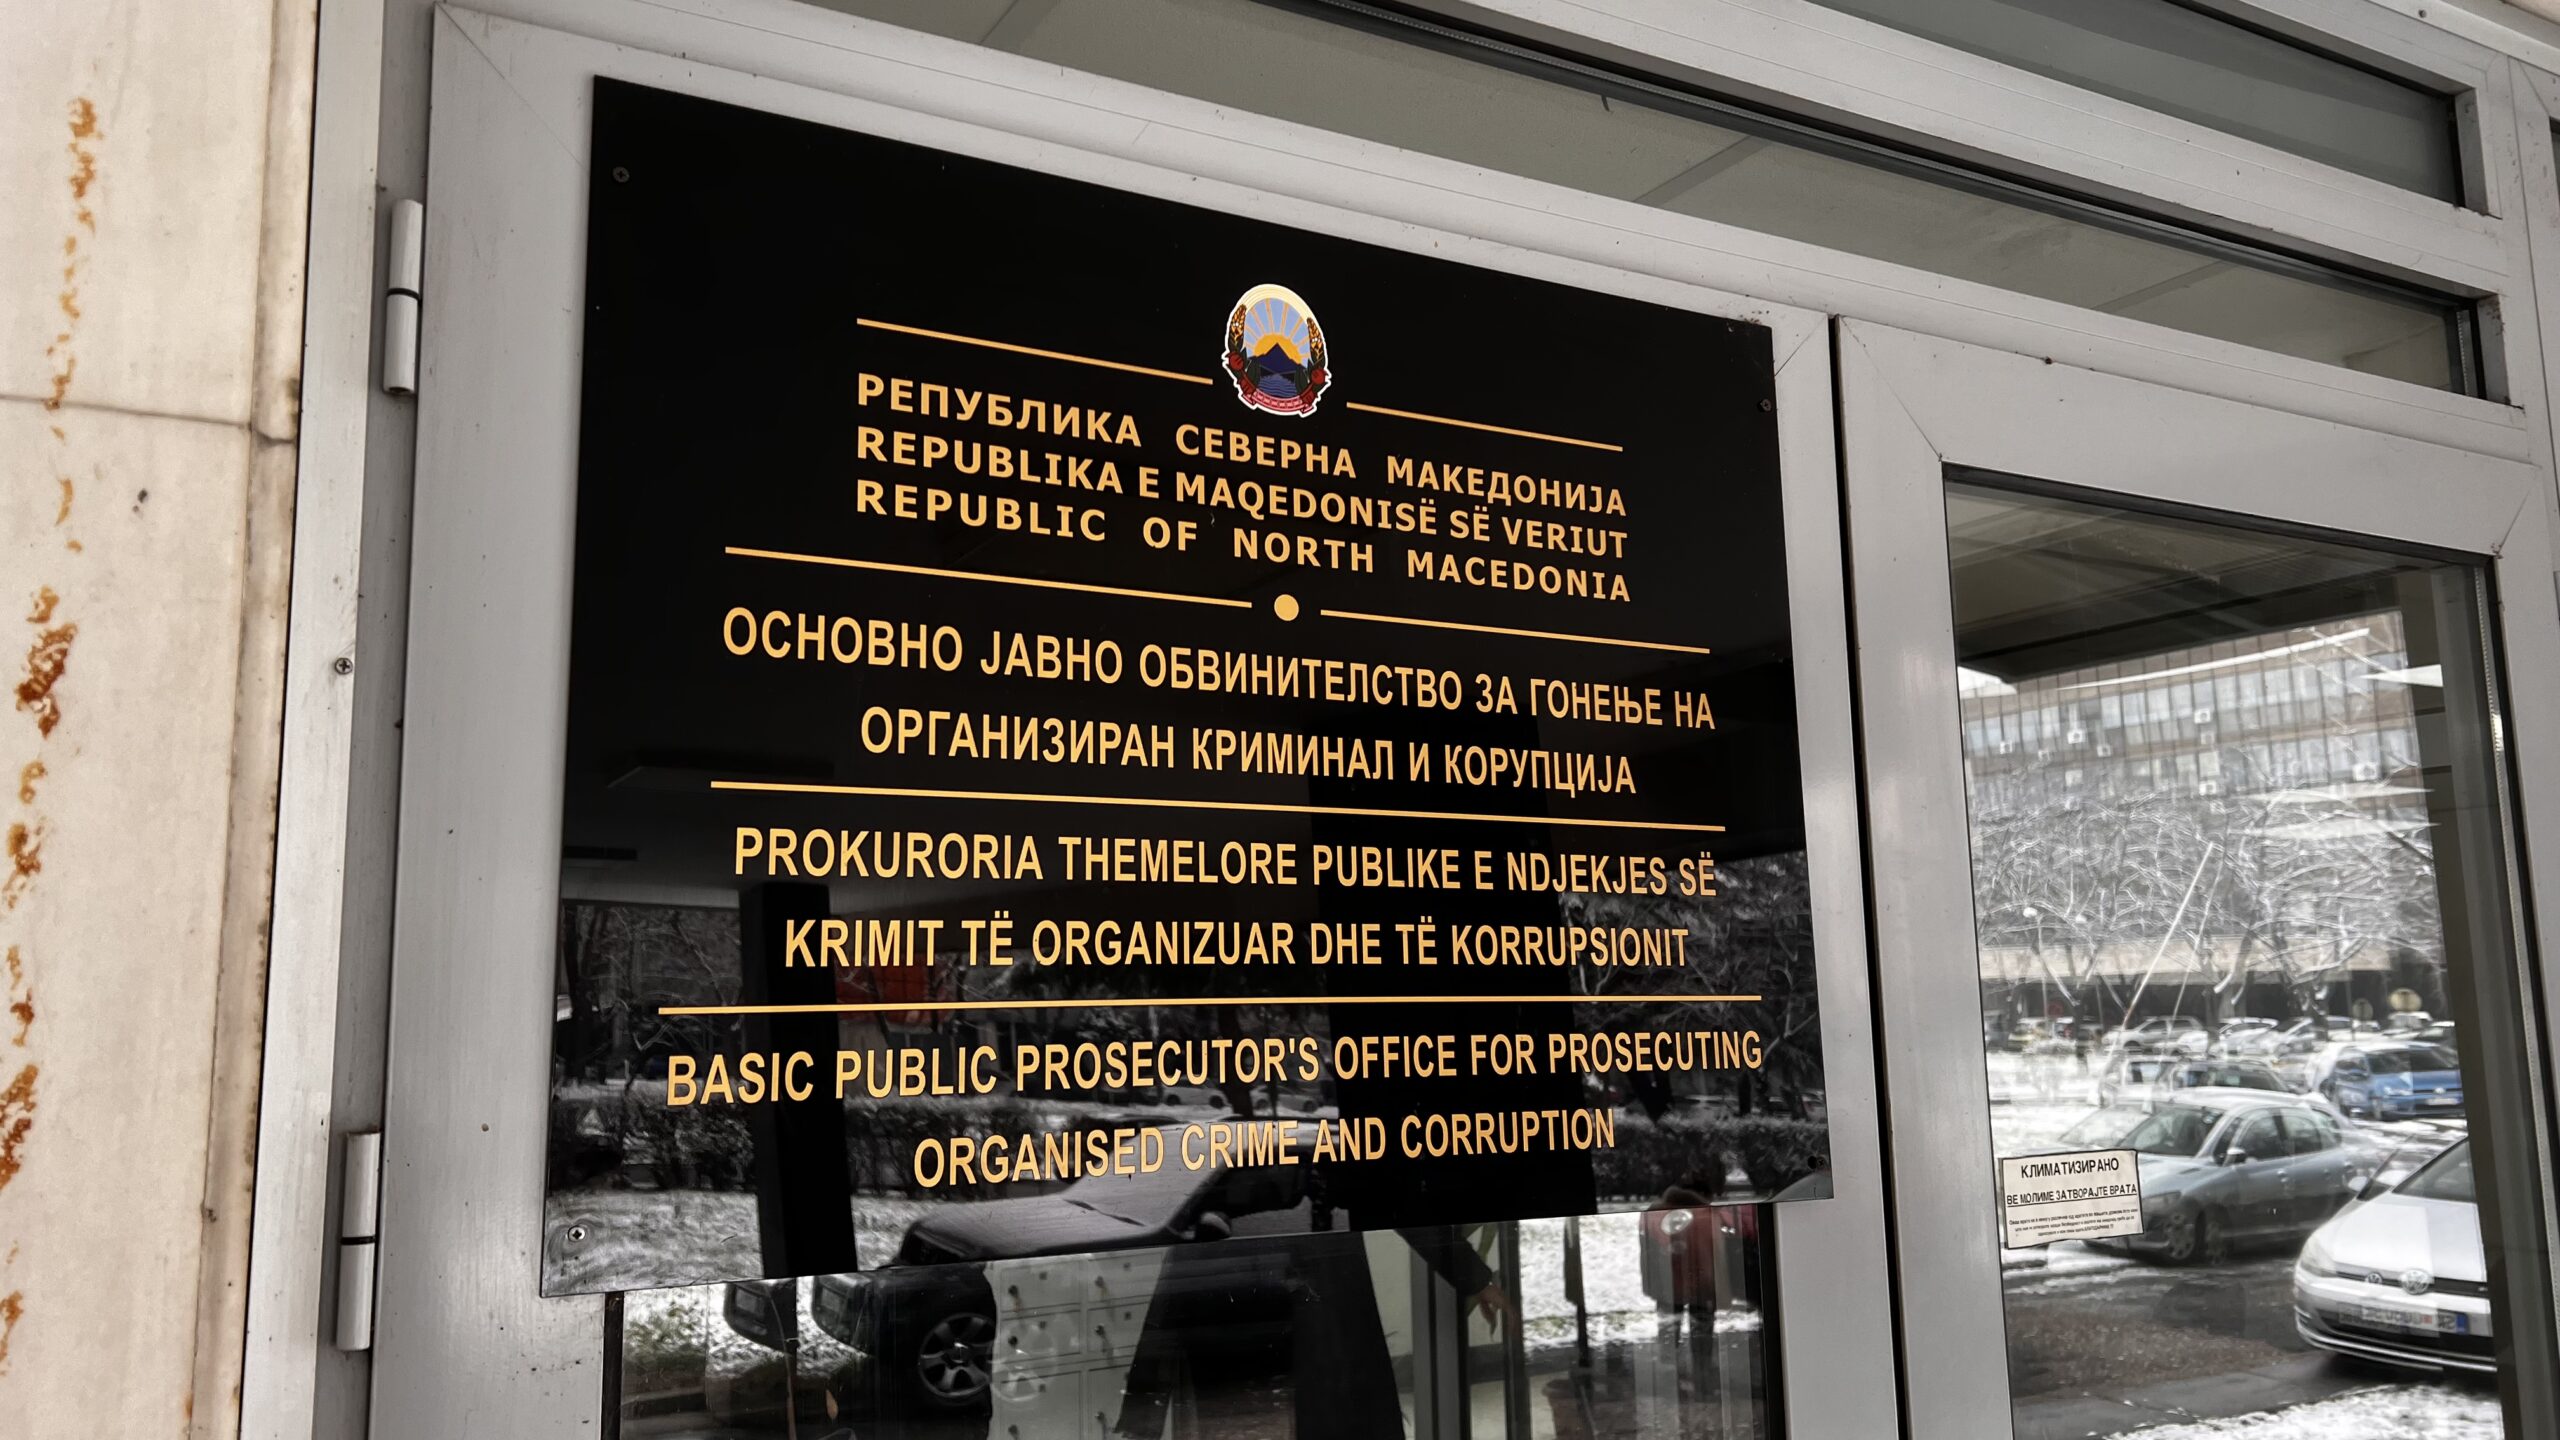 РЕПУБЛИКА СЕВЕРНА МАКЕДОНИЈА
REPUBLIKA E MAQEDONISË SË VERIUT
REPUBLIC OF NORTH MACEDONIA
ОСНОВНО ЈАВНО ОБВИНИТЕЛСТВО ЗА ГОНЕЊЕ НА
ОРГАНИЗИРАН КРИМИНАЛ И КОРУПЦИЈА
PROKURORIA THEMELORE PUBLIKE E NDJEKJES SË
KRIMIT TË ORGANIZUAR DHE TË KORRUPSIONIT
BASIC PUBLIC PROSECUTOR'S OFFICE FOR PROSECUTING
ORGANISED CRIME AND CORRUPTION
КЛИМАТИЗИРАНО
ВЕ МОЛИМЕ ЗАТВОРАЈТЕ ВРАТА